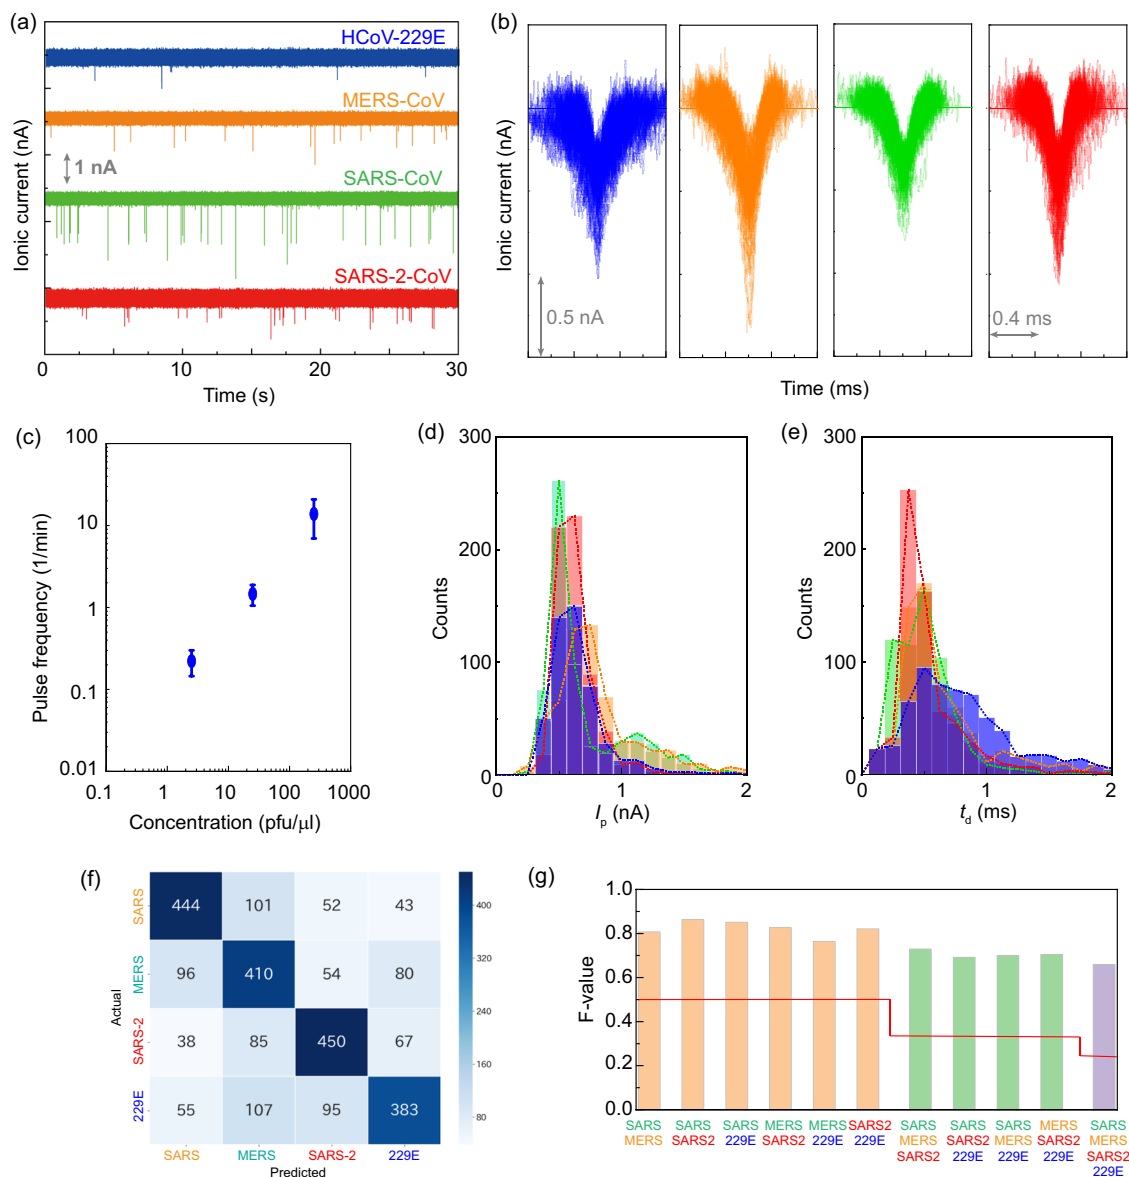 (a)
HCoV-229E
MERS-CoV
1 nA
SARS-CoV
SARS-2-CoV
Ionic current (nA)
0
10
20
30
Time (s)
(b)
Ionic current (nA)
0.5 nA
0.4 ms
Time (ms)
(c)
100
10
1
0.1
0.01
Pulse frequency (1/min)
0.1
1
10
100
1000
Concentration (pfu/µl)
(d)
300
200
100
0
Counts
0
1
2
Ip (nA)
(e)
300
200
100
0
Counts
0
1
2
td (ms)
(f)
SARS
MERS
SARS-2
229E
Actual
444 101 52 43
96 410 54 80
38 85 450 67
55 107 95 383
SARS MERS SARS-2 229E
Predicted
400
320
240
160
80
(g)
1.0
0.8
0.6
0.4
0.2
0.0
F-value
SARS
MERS
SARS
SARS2
SARS
229E
MERS
SARS2
MERS
229E
SARS2
229E
SARS
MERS
SARS2
SARS
SARS2
229E
SARS
MERS
229E
MERS
SARS2
229E
SARS
MERS
SARS2
229E